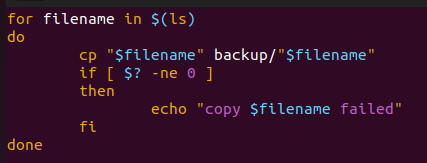 for filename in $(ls)
do
        cp "$filename" backup/"$filename"
        if [ $? -ne 0 ]
        then
                echo "copy $filename failed"
        fi
done